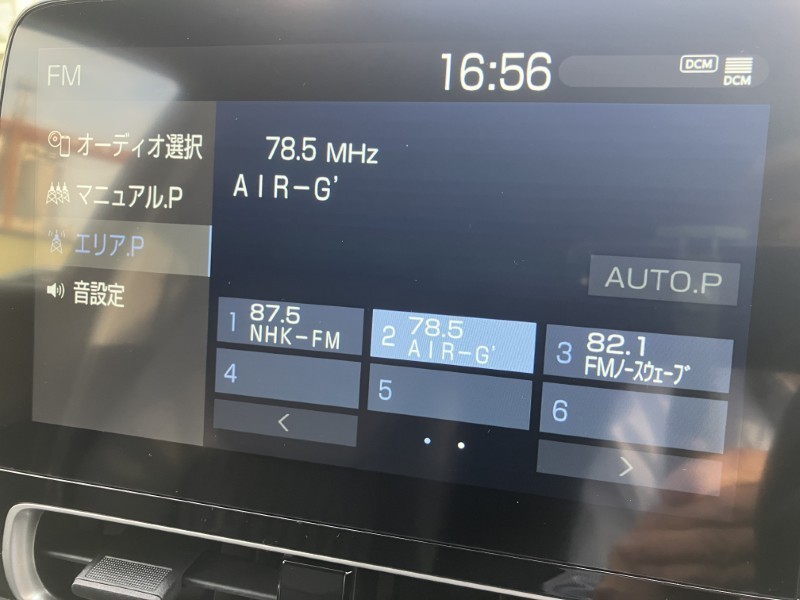 FM
16:56
DCM
DCM
オーディオ選択
マニュアル.P
エリア.P
音設定
78.5 MHz
AIR-G'
AUTO.P
1 87.5
NHK-FM
2 78.5
AIR-G'
3 82.1
FMノースウェーブ
4
5
6
<
>